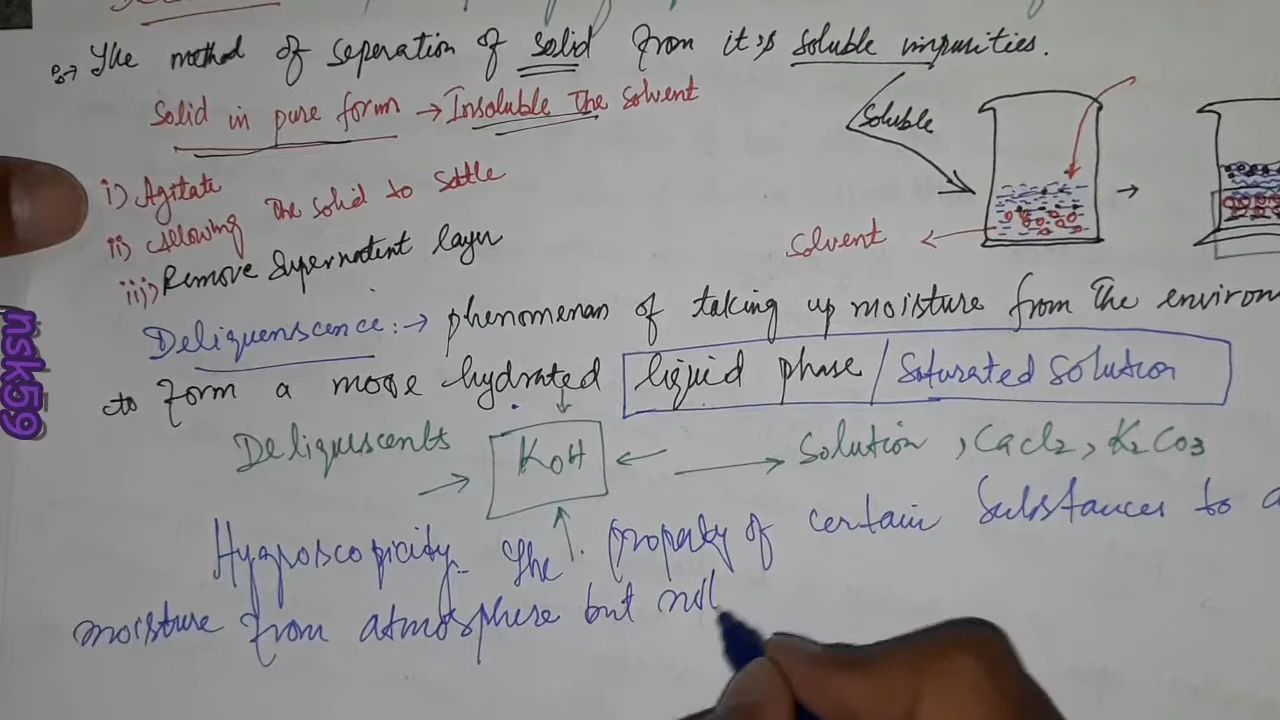 The method of seperation of solid from it's soluble impurities.
Solid in pure form → Insoluble The solvent
Soluble
i) Agitate
ii) Allowing The solid to Settle
iii) Remove Supernatent layer
Solvent
Deliquenscence :→ phenomenan of taking up moisture from The environ
to form a more hydrated liquid phase / Saturated solution
Deliquescents KOH → Solution , CaCl2, K2CO3
Hygroscopicity - The property of certain Substances to a
moisture from atmosphere but not
nsk59